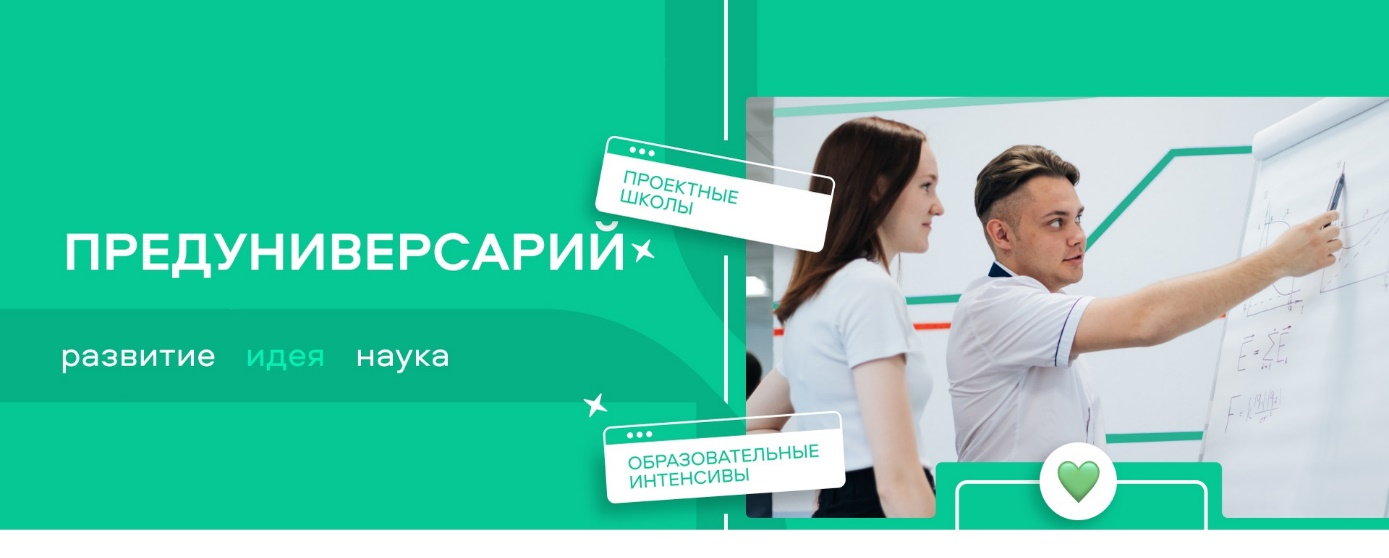 ПРОЕКТНЫЕ
ШКОЛЫ
ПРЕДУНИВЕРСАРИЙ
развитие идея наука
ОБРАЗОВАТЕЛЬНЫЕ
ИНТЕНСИВЫ